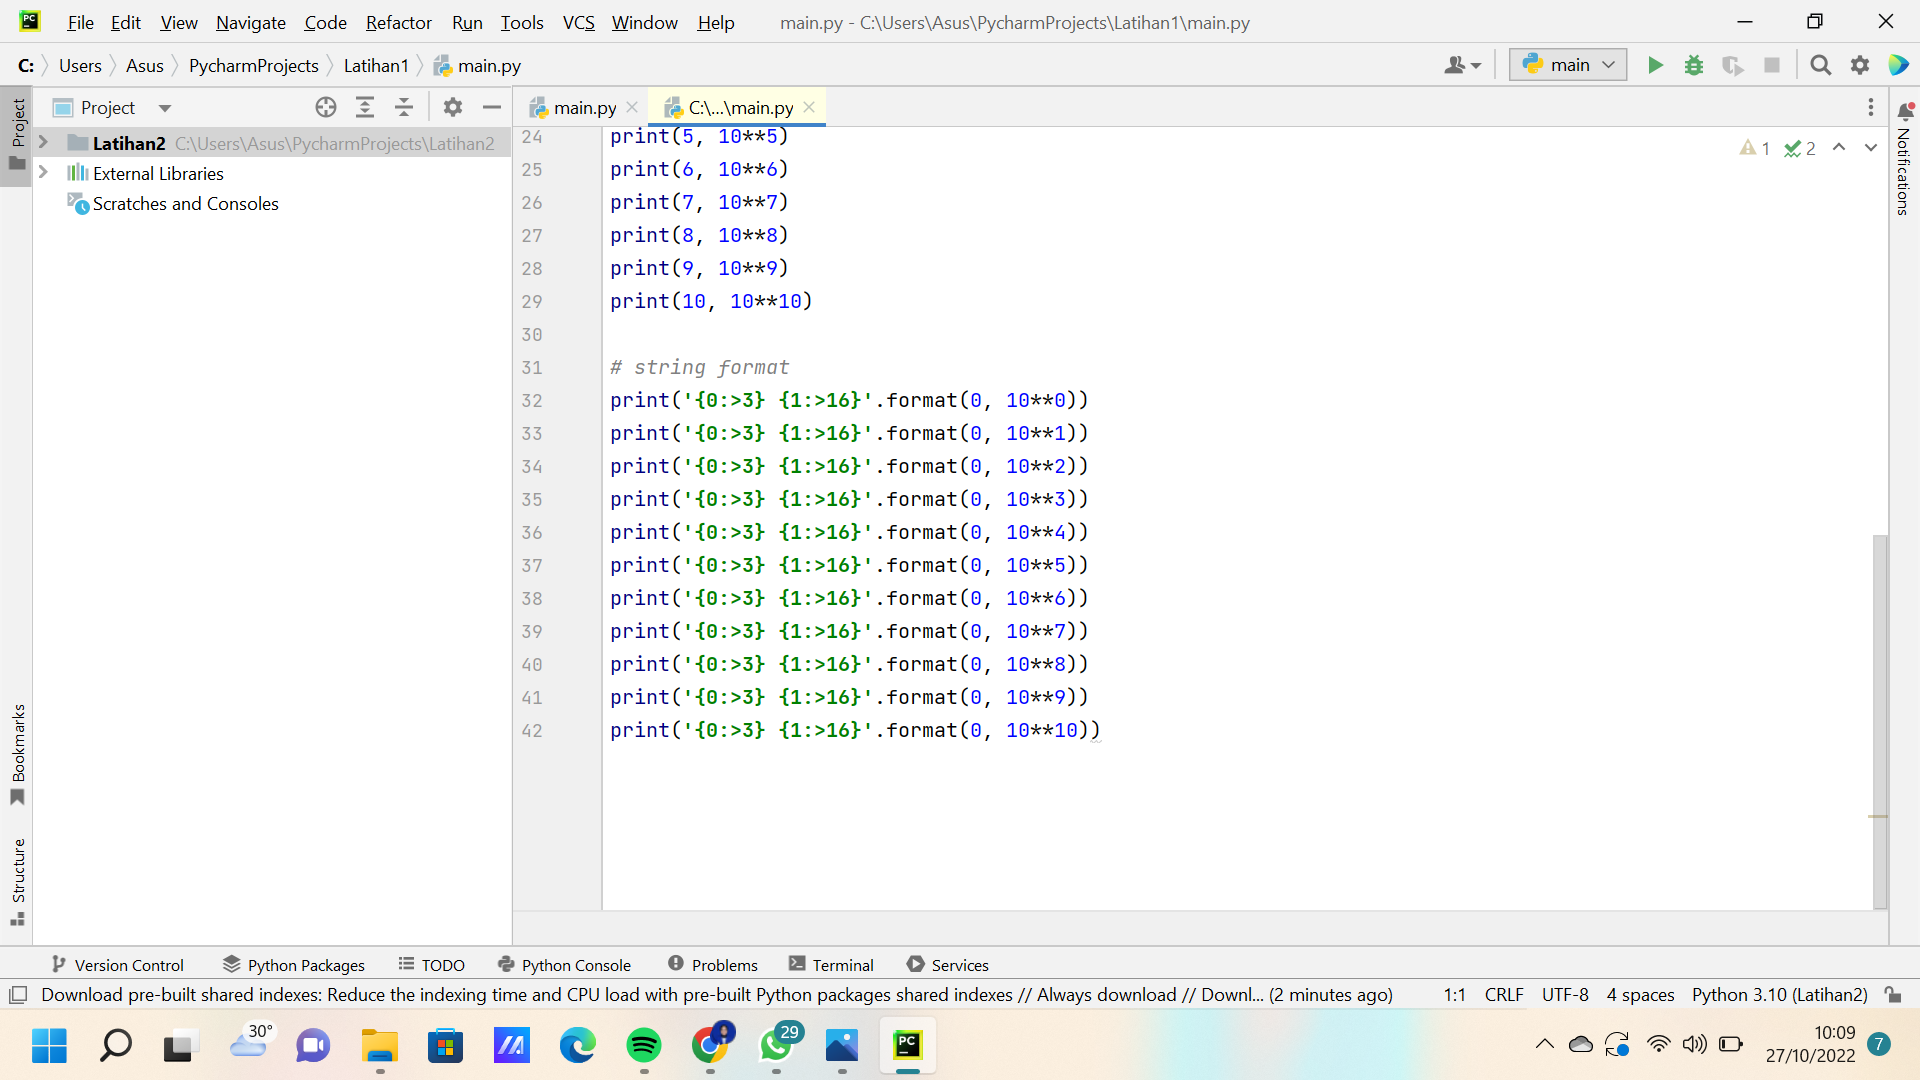 File Edit View Navigate Code Refactor Run Tools VCS Window Help main.py - C:\Users\Asus\PycharmProjects\Latihan1\main.py
C: Users Asus PycharmProjects Latihan1 main.py main
Project
Project
main.py C:\...\main.py
Latihan2 C:\Users\Asus\PycharmProjects\Latihan2
External Libraries
Scratches and Consoles
Bookmarks
Structure
24 print(5, 10**5)
25 print(6, 10**6)
26 print(7, 10**7)
27 print(8, 10**8)
28 print(9, 10**9)
29 print(10, 10**10)
30
31 # string format
32 print('{0:>3} {1:>16}'.format(0, 10**0))
33 print('{0:>3} {1:>16}'.format(0, 10**1))
34 print('{0:>3} {1:>16}'.format(0, 10**2))
35 print('{0:>3} {1:>16}'.format(0, 10**3))
36 print('{0:>3} {1:>16}'.format(0, 10**4))
37 print('{0:>3} {1:>16}'.format(0, 10**5))
38 print('{0:>3} {1:>16}'.format(0, 10**6))
39 print('{0:>3} {1:>16}'.format(0, 10**7))
40 print('{0:>3} {1:>16}'.format(0, 10**8))
41 print('{0:>3} {1:>16}'.format(0, 10**9))
42 print('{0:>3} {1:>16}'.format(0, 10**10))
1 2
Notifications
Version Control Python Packages TODO Python Console Problems Terminal Services
Download pre-built shared indexes: Reduce the indexing time and CPU load with pre-built Python packages shared indexes // Always download // Downl... (2 minutes ago) 1:1 CRLF UTF-8 4 spaces Python 3.10 (Latihan2)
30° 29 PC 10:09
27/10/2022 7